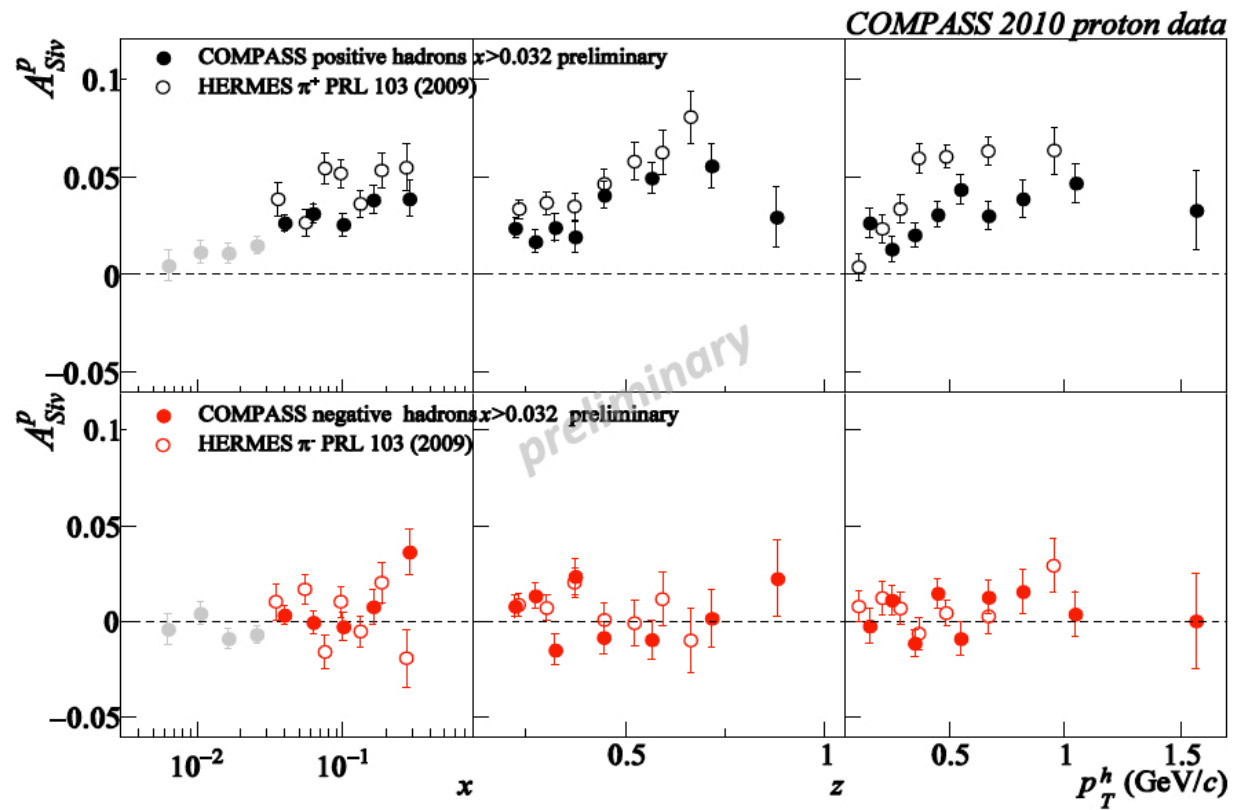 COMPASS 2010 proton data
A^p_Siv
COMPASS positive hadrons x>0.032 preliminary
HERMES π⁺ PRL 103 (2009)
0.1
0.05
0
−0.05
preliminary
A^p_Siv
COMPASS negative hadrons x>0.032 preliminary
HERMES π⁻ PRL 103 (2009)
0.1
0.05
0
−0.05
10⁻² 10⁻¹ 0.5 1 0.5 1 1.5
x z p_T^h (GeV/c)